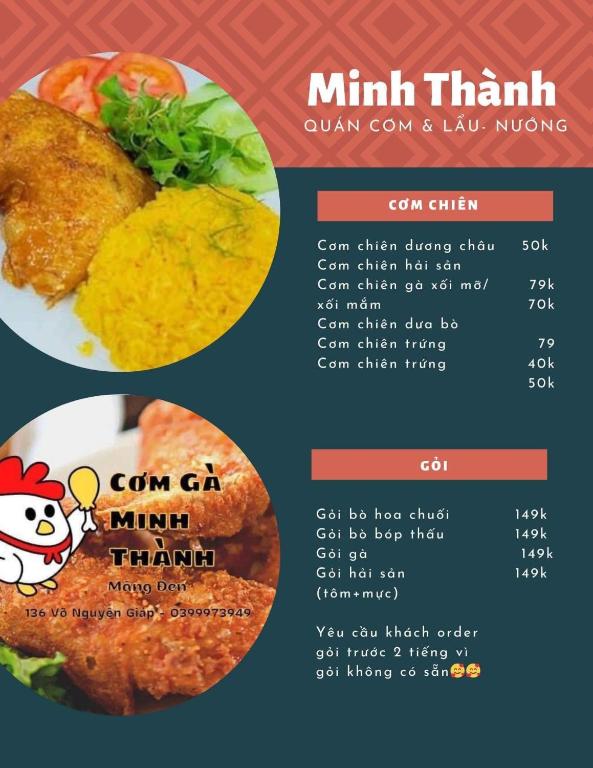 Minh Thành
QUÁN CƠM & LẨU- NƯỚNG
CƠM CHIÊN
Cơm chiên dương châu 50k
Cơm chiên hải sản
Cơm chiên gà xối mỡ/ 79k
xối mắm 70k
Cơm chiên dưa bò
Cơm chiên trứng 79
Cơm chiên trứng 40k
50k
GỎI
Gỏi bò hoa chuối 149k
Gỏi bò bóp thấu 149k
Gỏi gà 149k
Gỏi hải sản 149k
(tôm+mực)
Yêu cầu khách order
gỏi trước 2 tiếng vì
gỏi không có sẵn🥰🥰
CƠM GÀ
MINH
THÀNH
Măng Đen
136 Võ Nguyên Giáp - 0399973949